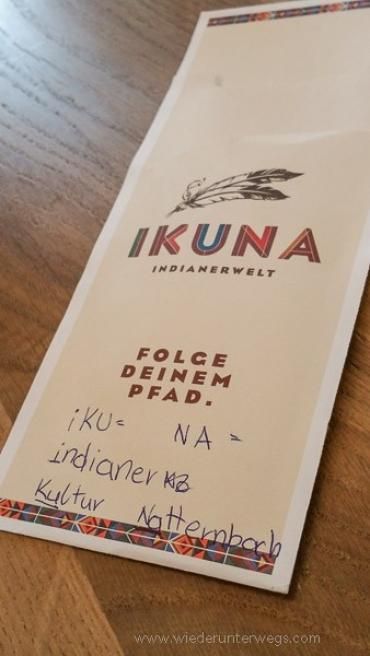 IKUNA
INDIANERWELT
FOLGE
DEINEM
PFAD.
iKU= NA =
indianer
Kultur Natternbach
www.wiederunterwegs.com